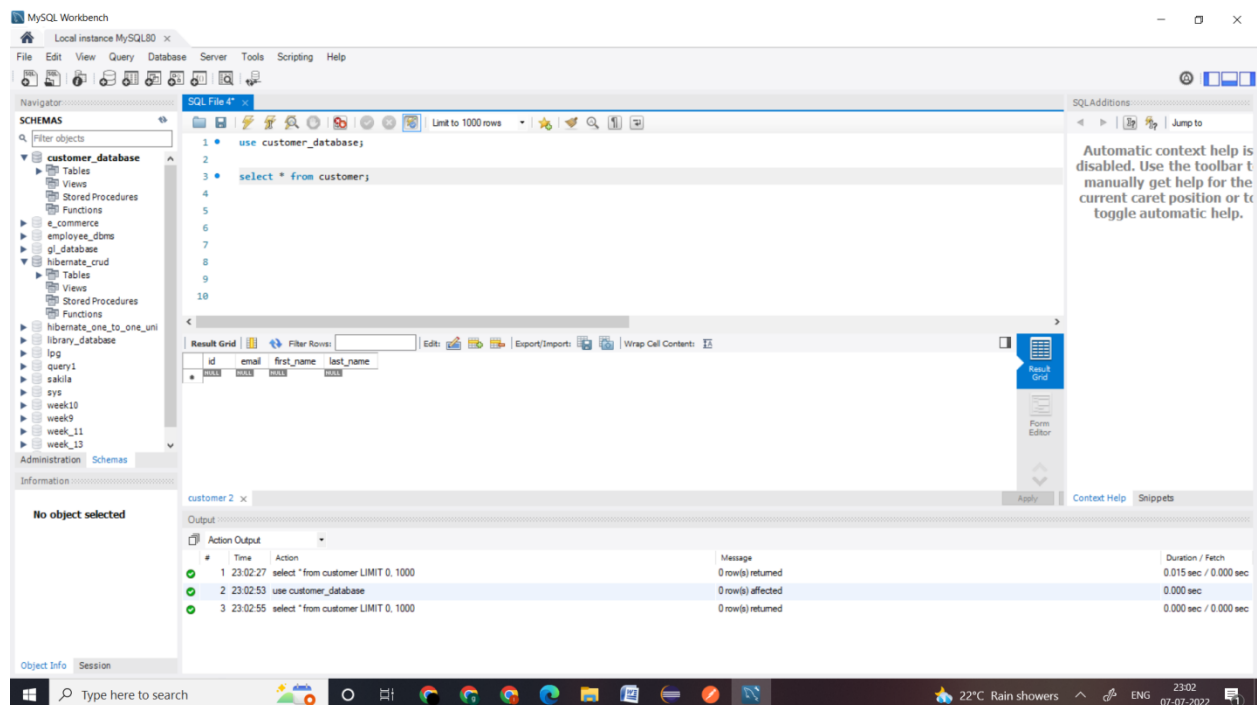 MySQL Workbench
Local instance MySQL80
File Edit View Query Database Server Tools Scripting Help
Navigator
SCHEMAS
Filter objects
customer_database
Tables
Views
Stored Procedures
Functions
e_commerce
employee_dbms
gl_database
hibernate_crud
Tables
Views
Stored Procedures
Functions
hibernate_one_to_one_uni
library_database
lpg
query1
sakila
sys
week10
week9
week_11
week_13
Administration Schemas
Information
No object selected
Object Info Session
SQL File 4*
Limit to 1000 rows
1 use customer_database;
2
3 select * from customer;
4
5
6
7
8
9
10
Result Grid Filter Rows: Edit: Export/Import: Wrap Cell Content:
id email first_name last_name
NULL NULL NULL NULL
Result Grid
Form Editor
customer 2
Apply
Output
Action Output
# Time Action Message Duration / Fetch
1 23:02:27 select * from customer LIMIT 0, 1000 0 row(s) returned 0.015 sec / 0.000 sec
2 23:02:53 use customer_database 0 row(s) affected 0.000 sec
3 23:02:55 select * from customer LIMIT 0, 1000 0 row(s) returned 0.000 sec / 0.000 sec
SQLAdditions
Jump to
Automatic context help is
disabled. Use the toolbar t
manually get help for the
current caret position or to
toggle automatic help.
Context Help Snippets
Type here to search
22°C Rain showers
ENG
23:02
07-07-2022
1